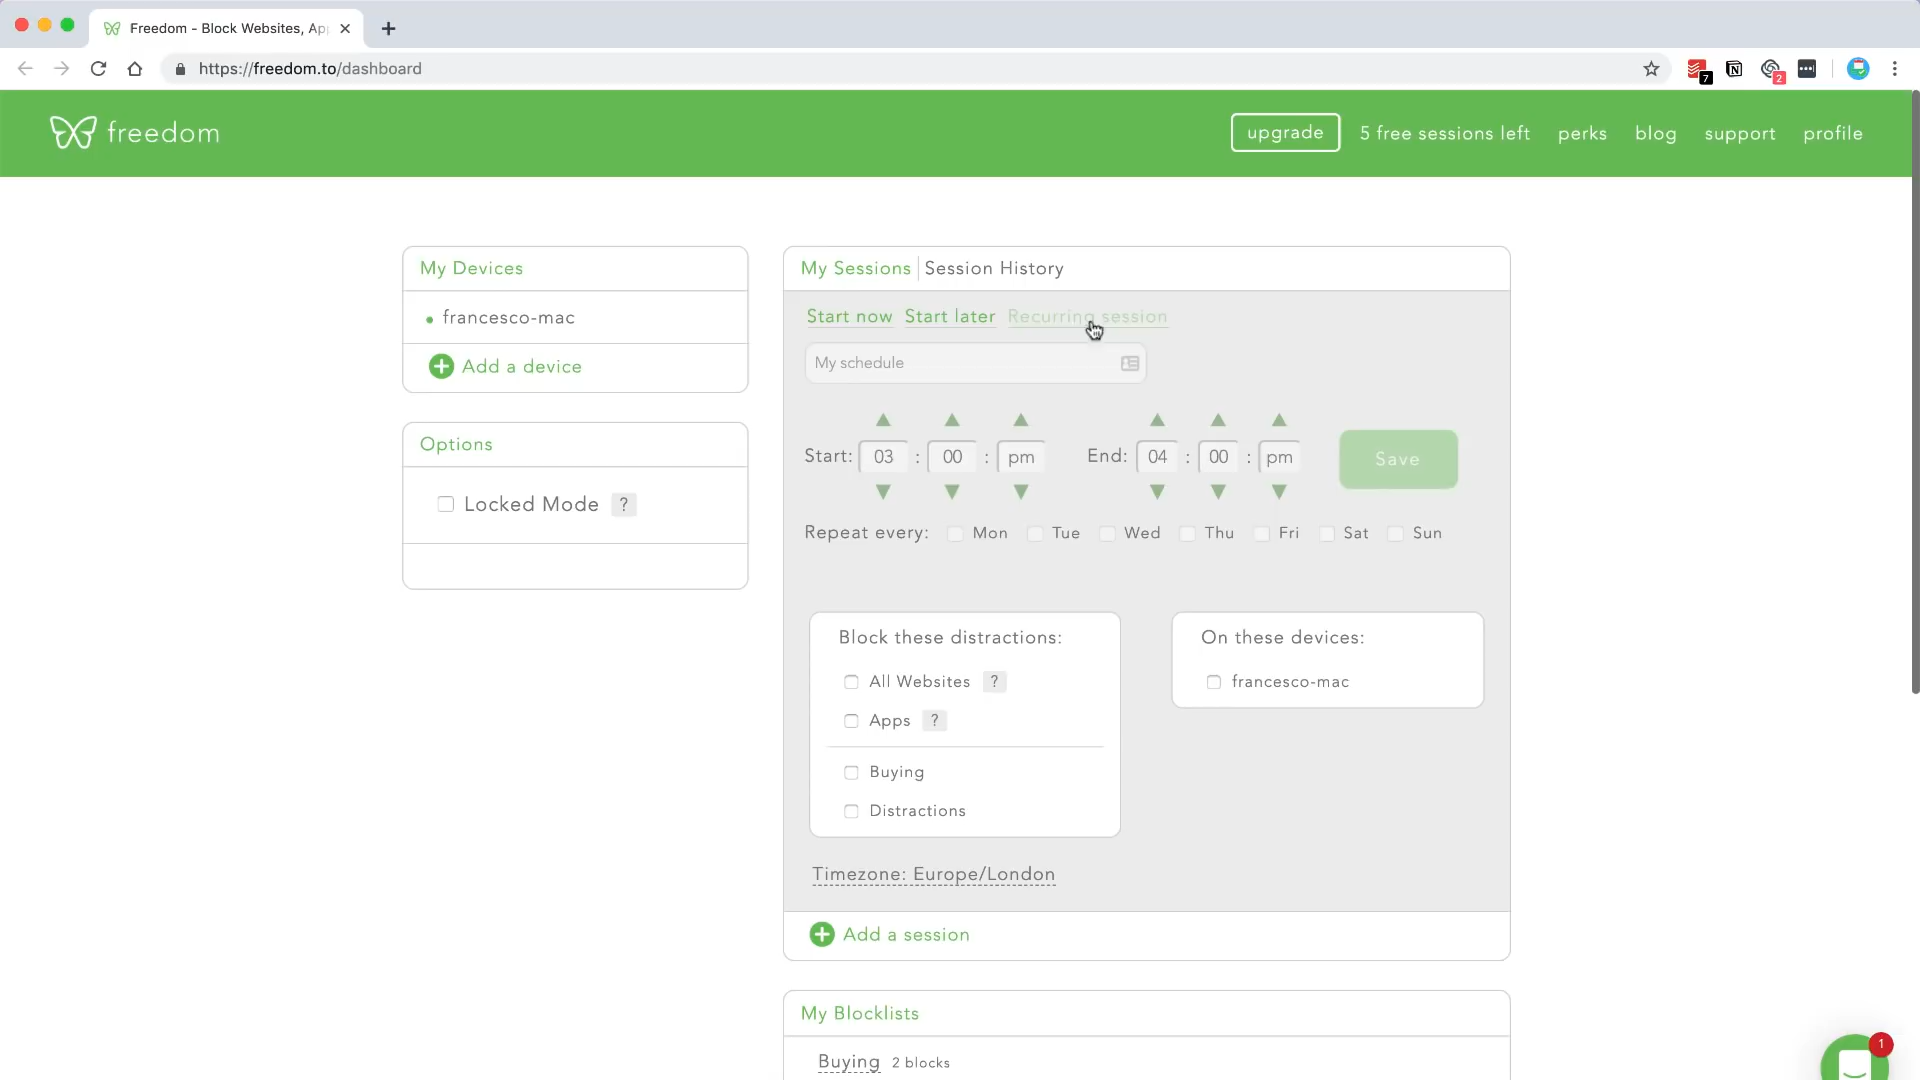 Freedom - Block Websites, Ap
https://freedom.to/dashboard
7
2
freedom
upgrade
5 free sessions left
perks
blog
support
profile
My Devices
francesco-mac
Add a device
Options
Locked Mode ?
My Sessions
Session History
Start now Start later Recurring session
My schedule
Start: 03 : 00 : pm End: 04 : 00 : pm
Save
Repeat every: Mon Tue Wed Thu Fri Sat Sun
Block these distractions:
All Websites ?
Apps ?
Buying
Distractions
On these devices:
francesco-mac
Timezone: Europe/London
Add a session
My Blocklists
Buying 2 blocks
1